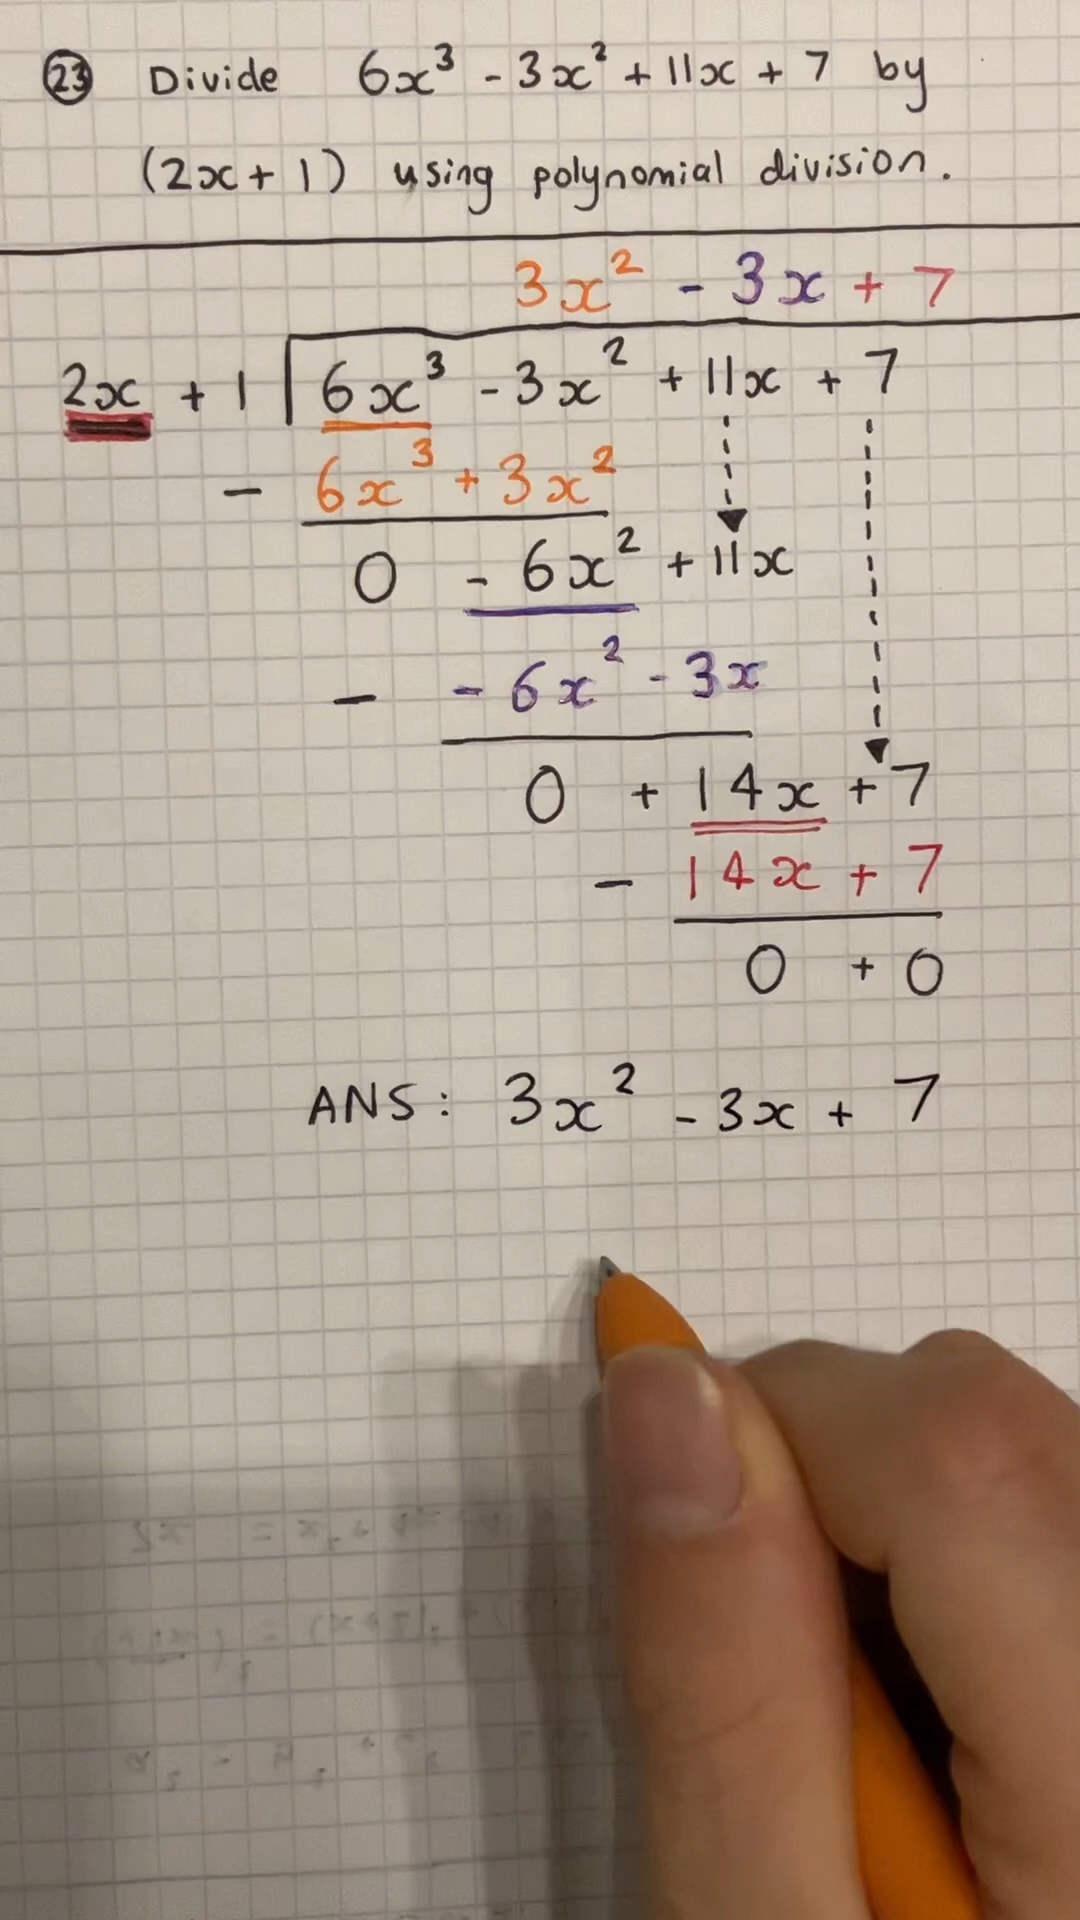 23 Divide 6x³ - 3x² + 11x + 7 by
(2x + 1) using polynomial division.
3x² - 3x + 7
2x + 1 6x³ - 3x² + 11x + 7
- 6x³ + 3x²
0 - 6x² + 11x
- - 6x² - 3x
0 + 14x + 7
- 14x + 7
0 + 0
ANS: 3x² - 3x + 7